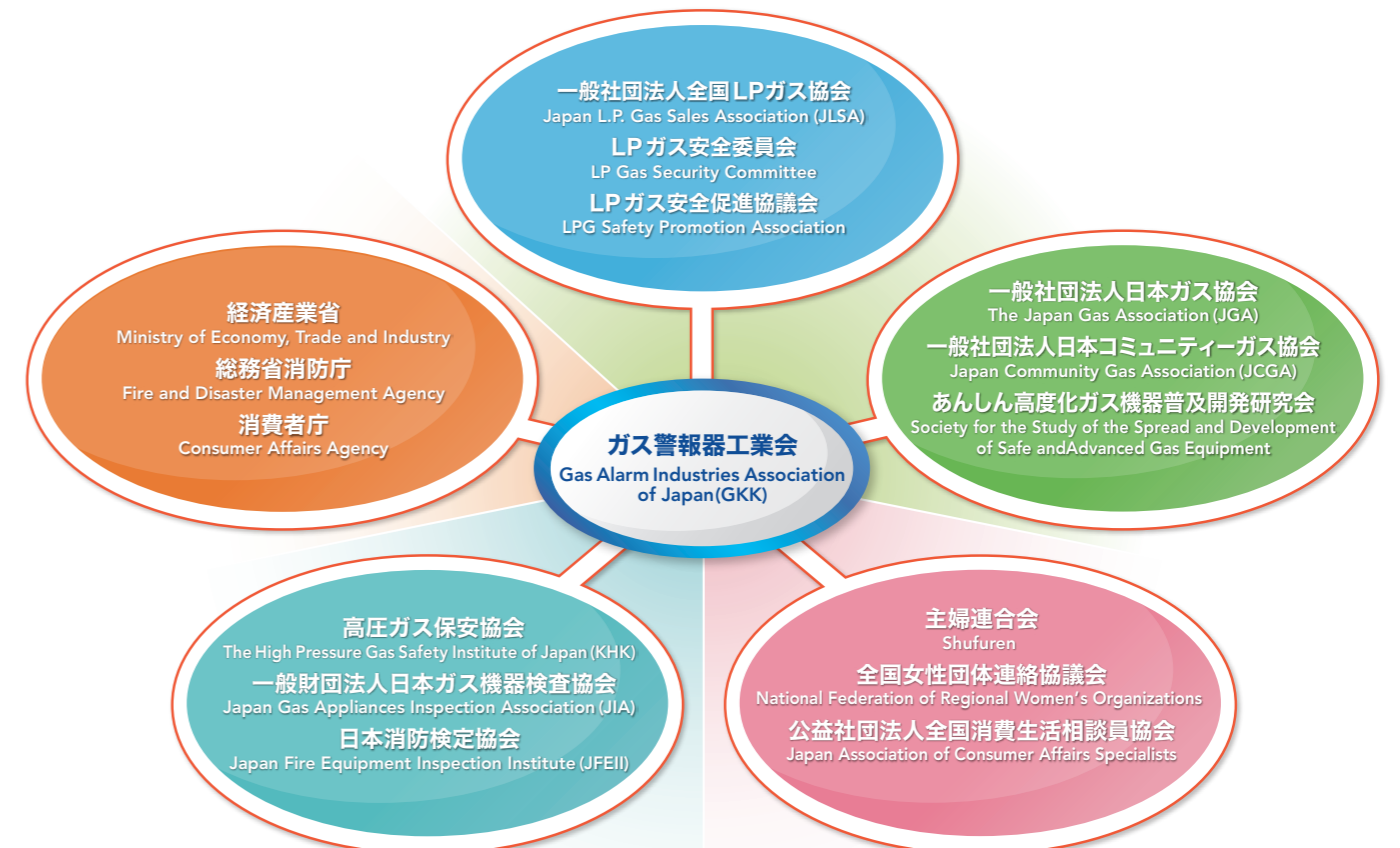 一般社団法人全国LPガス協会
Japan L.P. Gas Sales Association (JLSA)
LPガス安全委員会
LP Gas Security Committee
LPガス安全促進協議会
LPG Safety Promotion Association
経済産業省
Ministry of Economy, Trade and Industry
総務省消防庁
Fire and Disaster Management Agency
消費者庁
Consumer Affairs Agency
一般社団法人日本ガス協会
The Japan Gas Association (JGA)
一般社団法人日本コミュニティーガス協会
Japan Community Gas Association (JCGA)
あんしん高度化ガス機器普及開発研究会
Society for the Study of the Spread and Development
of Safe andAdvanced Gas Equipment
ガス警報器工業会
Gas Alarm Industries Association
of Japan(GKK)
高圧ガス保安協会
The High Pressure Gas Safety Institute of Japan (KHK)
一般財団法人日本ガス機器検査協会
Japan Gas Appliances Inspection Association (JIA)
日本消防検定協会
Japan Fire Equipment Inspection Institute (JFEII)
主婦連合会
Shufuren
全国女性団体連絡協議会
National Federation of Regional Women's Organizations
公益社団法人全国消費生活相談員協会
Japan Association of Consumer Affairs Specialists